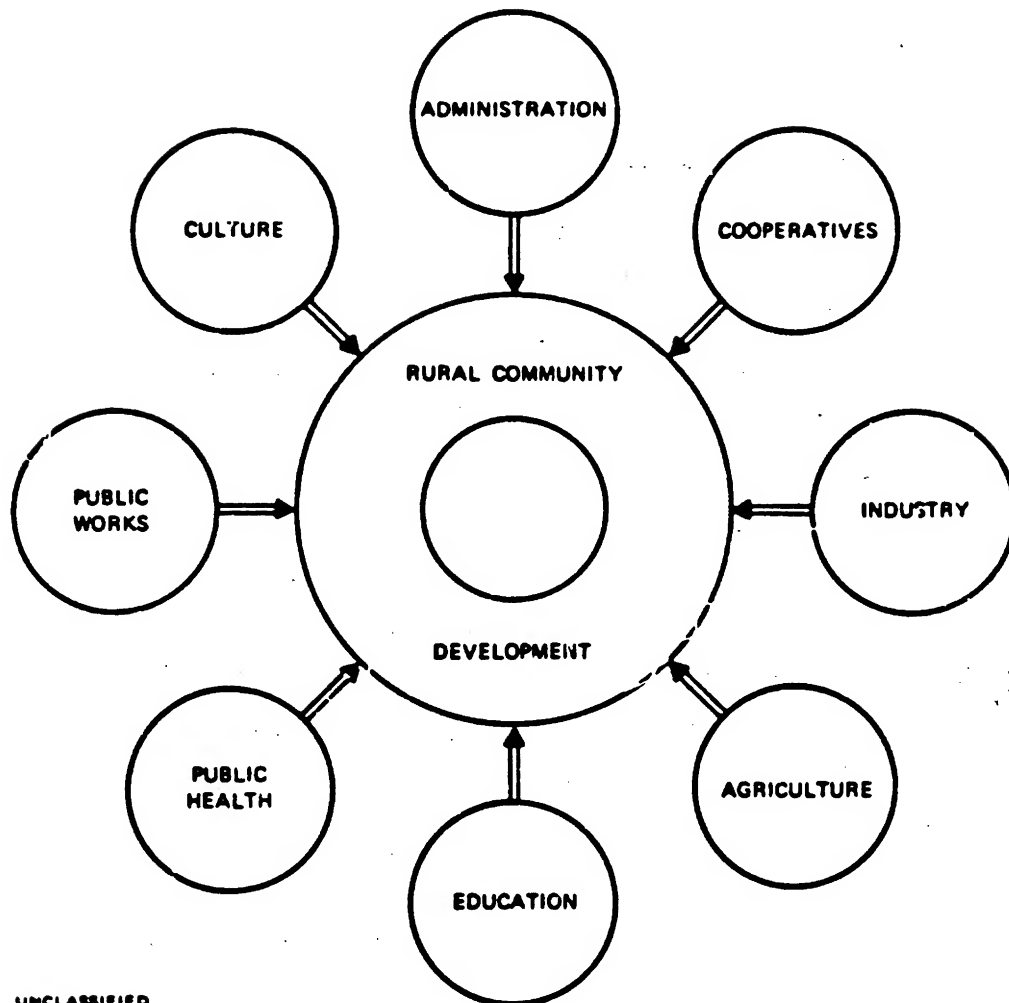 ADMINISTRATION
CULTURE
COOPERATIVES
RURAL COMMUNITY
PUBLIC
WORKS
INDUSTRY
DEVELOPMENT
PUBLIC
HEALTH
AGRICULTURE
EDUCATION
UNCLASSIFIED